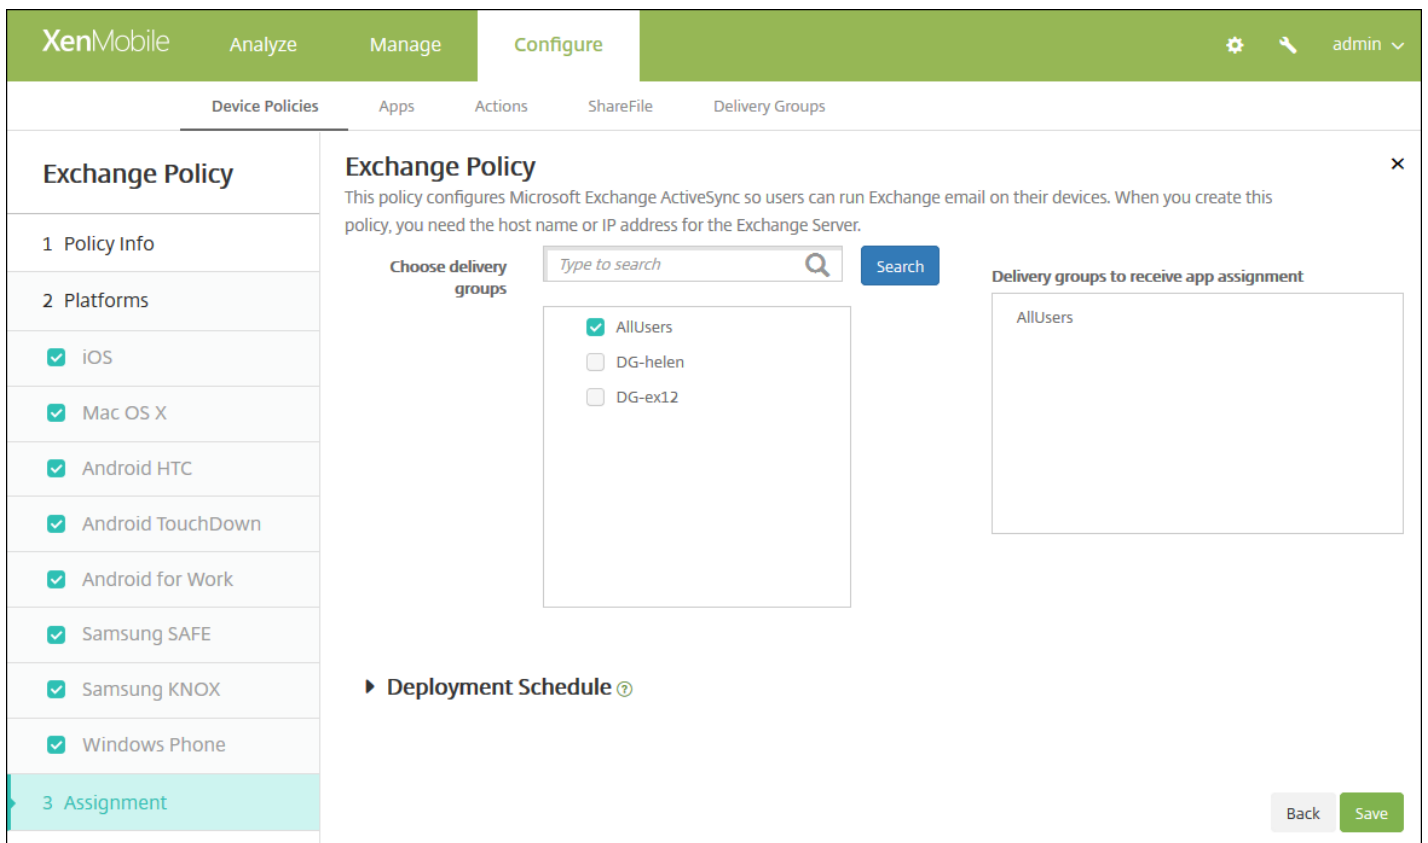 XenMobile Analyze Manage Configure admin
Device Policies Apps Actions ShareFile Delivery Groups
Exchange Policy
1 Policy Info
2 Platforms
iOS
Mac OS X
Android HTC
Android TouchDown
Android for Work
Samsung SAFE
Samsung KNOX
Windows Phone
3 Assignment
Exchange Policy
This policy configures Microsoft Exchange ActiveSync so users can run Exchange email on their devices. When you create this
policy, you need the host name or IP address for the Exchange Server.
Choose delivery
groups
Type to search
Search
AllUsers
DG-helen
DG-ex12
Delivery groups to receive app assignment
AllUsers
Deployment Schedule
Back Save